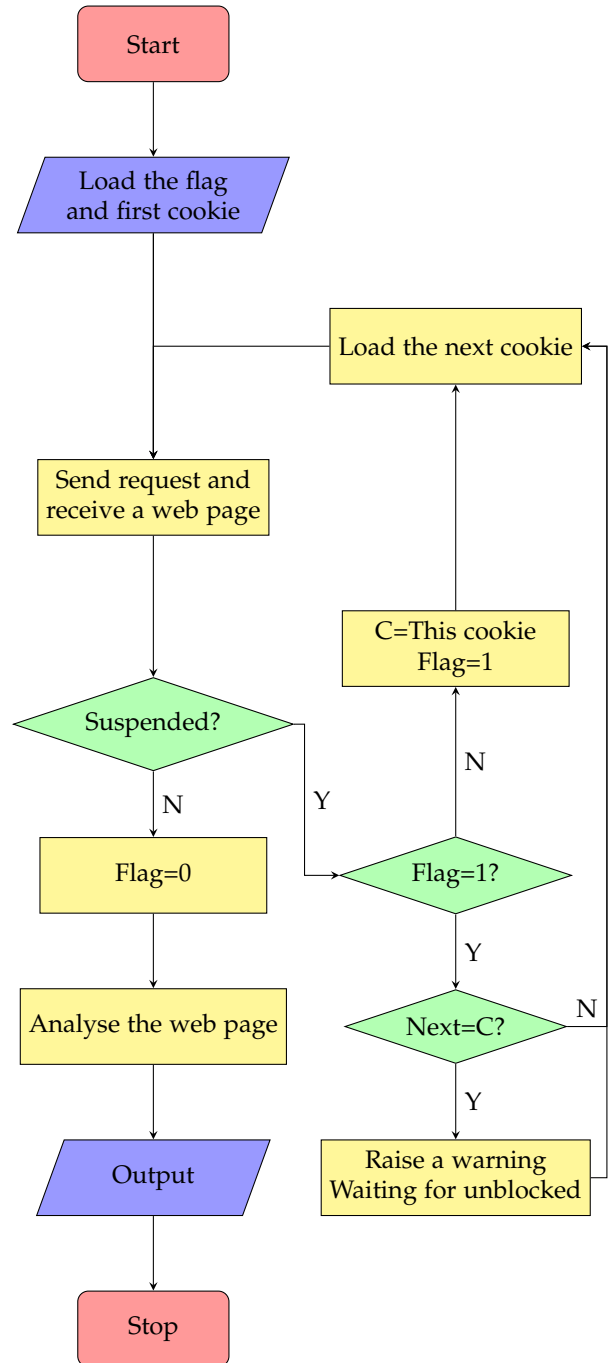 Start
Load the flag
and first cookie
Load the next cookie
Send request and
receive a web page
C=This cookie
Flag=1
Suspended?
N
Y
N
Flag=0
Flag=1?
Y
Analyse the web page
Next=C?
N
Y
Output
Raise a warning
Waiting for unblocked
Stop